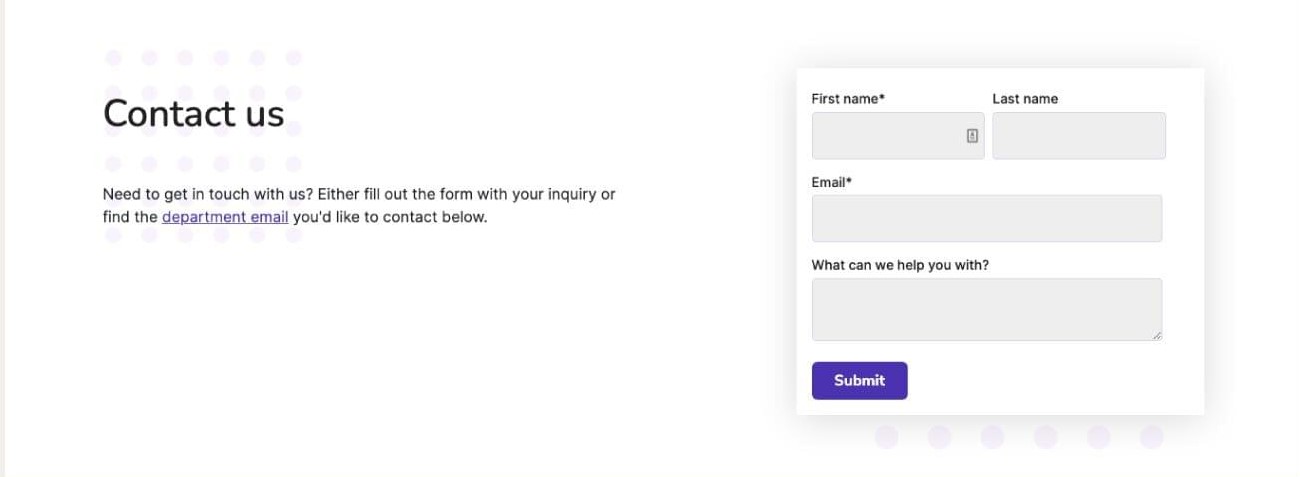 Contact us
Need to get in touch with us? Either fill out the form with your inquiry or
find the department email you'd like to contact below.
First name*
Last name
Email*
What can we help you with?
Submit